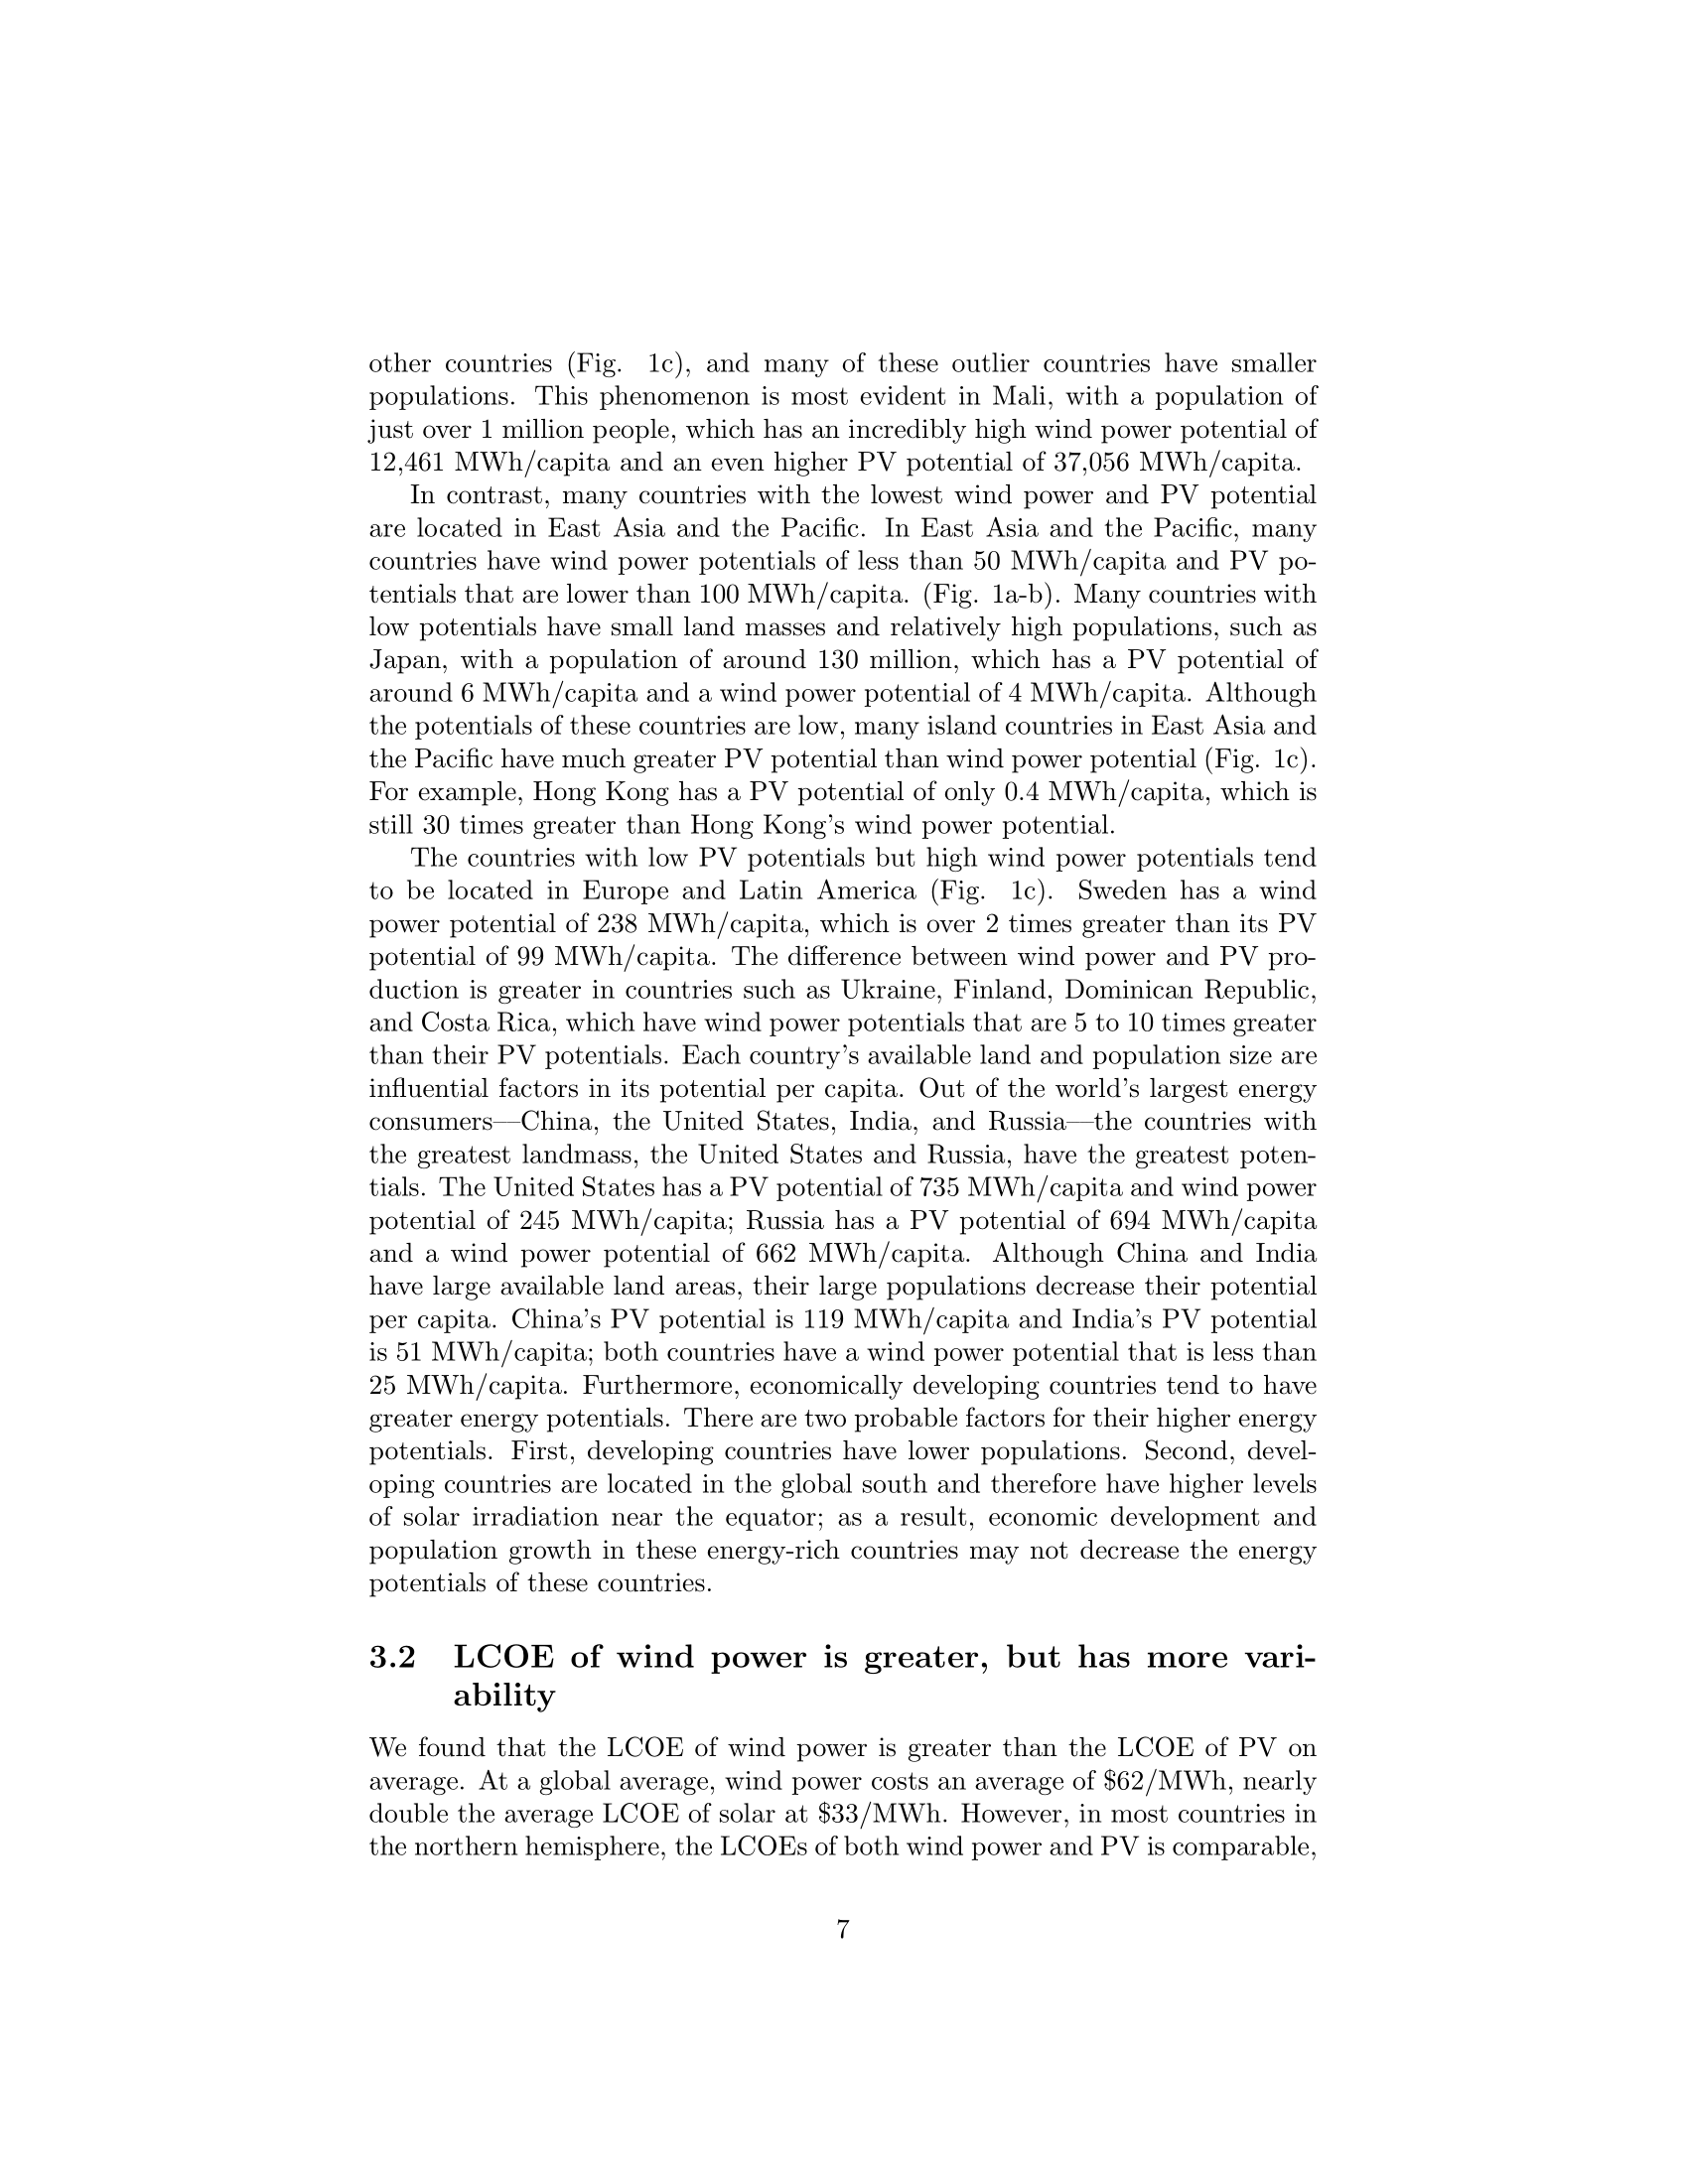 other countries (Fig. 1c), and many of these outlier countries have smaller
populations. This phenomenon is most evident in Mali, with a population of
just over 1 million people, which has an incredibly high wind power potential of
12,461 MWh/capita and an even higher PV potential of 37,056 MWh/capita.
In contrast, many countries with the lowest wind power and PV potential
are located in East Asia and the Pacific. In East Asia and the Pacific, many
countries have wind power potentials of less than 50 MWh/capita and PV po-
tentials that are lower than 100 MWh/capita. (Fig. 1a-b). Many countries with
low potentials have small land masses and relatively high populations, such as
Japan, with a population of around 130 million, which has a PV potential of
around 6 MWh/capita and a wind power potential of 4 MWh/capita. Although
the potentials of these countries are low, many island countries in East Asia and
the Pacific have much greater PV potential than wind power potential (Fig. 1c).
For example, Hong Kong has a PV potential of only 0.4 MWh/capita, which is
still 30 times greater than Hong Kong's wind power potential.
The countries with low PV potentials but high wind power potentials tend
to be located in Europe and Latin America (Fig. 1c). Sweden has a wind
power potential of 238 MWh/capita, which is over 2 times greater than its PV
potential of 99 MWh/capita. The difference between wind power and PV pro-
duction is greater in countries such as Ukraine, Finland, Dominican Republic,
and Costa Rica, which have wind power potentials that are 5 to 10 times greater
than their PV potentials. Each country's available land and population size are
influential factors in its potential per capita. Out of the world's largest energy
consumers—China, the United States, India, and Russia—the countries with
the greatest landmass, the United States and Russia, have the greatest poten-
tials. The United States has a PV potential of 735 MWh/capita and wind power
potential of 245 MWh/capita; Russia has a PV potential of 694 MWh/capita
and a wind power potential of 662 MWh/capita. Although China and India
have large available land areas, their large populations decrease their potential
per capita. China's PV potential is 119 MWh/capita and India's PV potential
is 51 MWh/capita; both countries have a wind power potential that is less than
25 MWh/capita. Furthermore, economically developing countries tend to have
greater energy potentials. There are two probable factors for their higher energy
potentials. First, developing countries have lower populations. Second, devel-
oping countries are located in the global south and therefore have higher levels
of solar irradiation near the equator; as a result, economic development and
population growth in these energy-rich countries may not decrease the energy
potentials of these countries.
3.2 LCOE of wind power is greater, but has more vari-
ability
We found that the LCOE of wind power is greater than the LCOE of PV on
average. At a global average, wind power costs an average of $62/MWh, nearly
double the average LCOE of solar at $33/MWh. However, in most countries in
the northern hemisphere, the LCOEs of both wind power and PV is comparable,
7